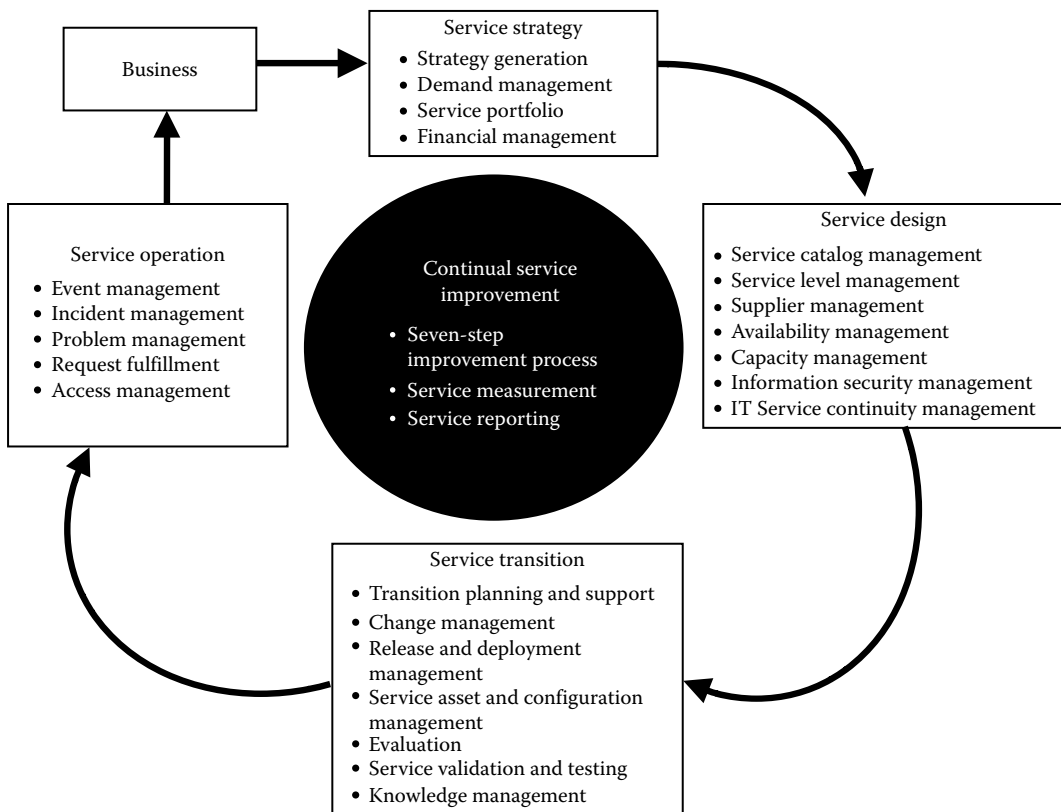 Business
Service strategy
• Strategy generation
• Demand management
• Service portfolio
• Financial management
Service design
• Service catalog management
• Service level management
• Supplier management
• Availability management
• Capacity management
• Information security management
• IT Service continuity management
Service operation
• Event management
• Incident management
• Problem management
• Request fulfillment
• Access management
Continual service
improvement
• Seven-step
improvement process
• Service measurement
• Service reporting
Service transition
• Transition planning and support
• Change management
• Release and deployment
management
• Service asset and configuration
management
• Evaluation
• Service validation and testing
• Knowledge management